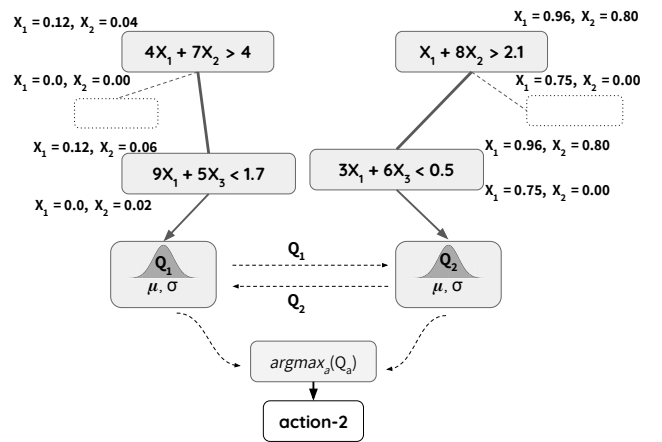 X₁ = 0.12, X₂ = 0.04
X₁ = 0.96, X₂ = 0.80
4X₁ + 7X₂ > 4
X₁ + 8X₂ > 2.1
X₁ = 0.0, X₂ = 0.00
X₁ = 0.75, X₂ = 0.00
X₁ = 0.12, X₂ = 0.06
X₁ = 0.96, X₂ = 0.80
9X₁ + 5X₃ < 1.7
3X₁ + 6X₃ < 0.5
X₁ = 0.75, X₂ = 0.00
X₁ = 0.0, X₂ = 0.02
Q₁
μ, σ
Q₁
Q₂
Q₂
μ, σ
argmaxₐ(Qₐ)
action-2